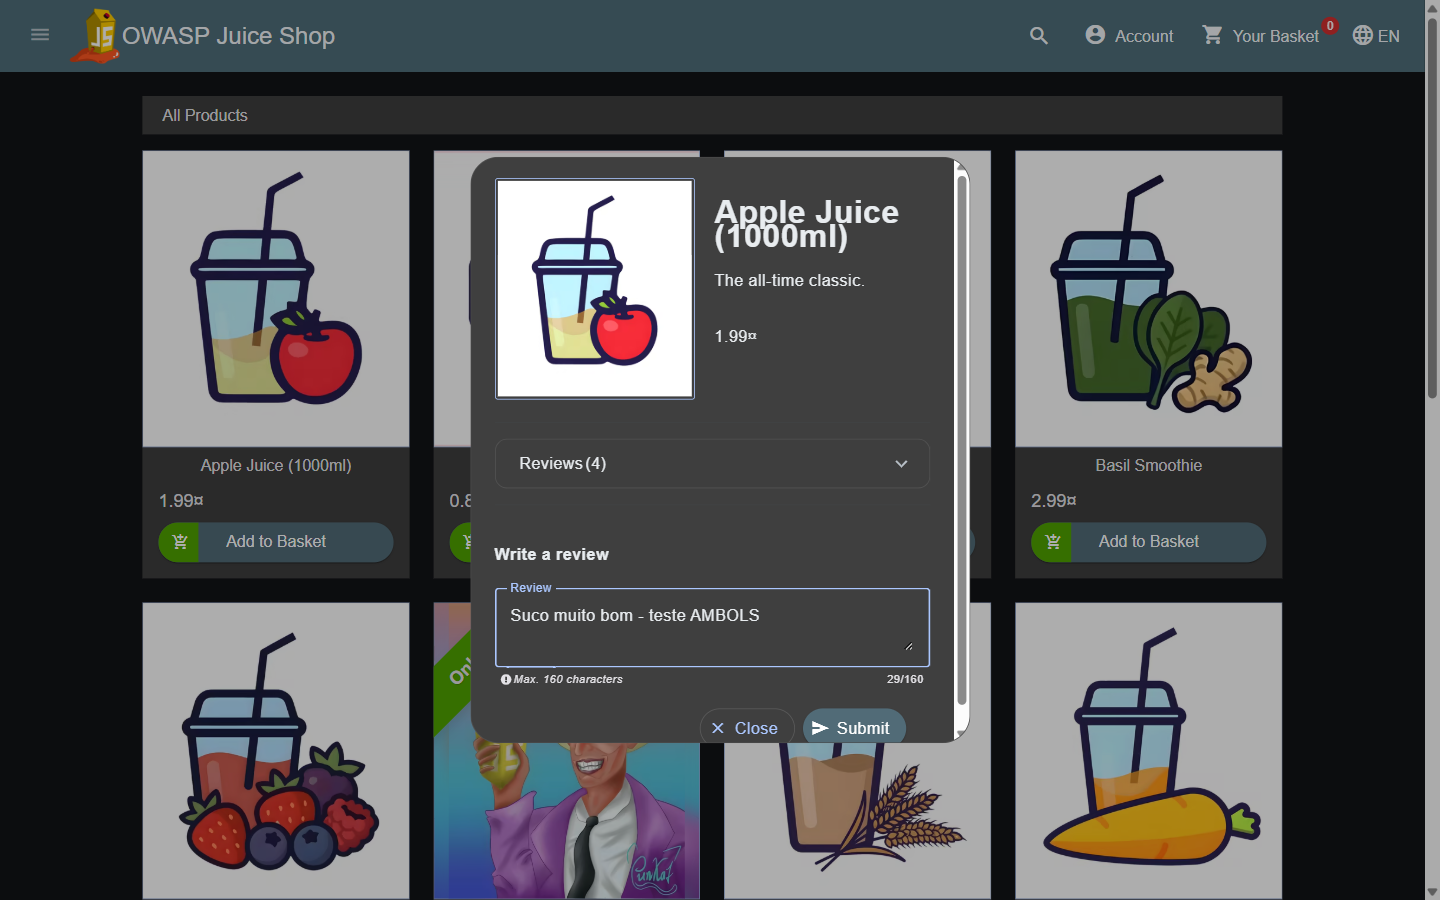 OWASP Juice Shop
Account
Your Basket
0
EN
All Products
Apple Juice (1000ml)
1.99¤
Add to Basket
0.8
Basil Smoothie
2.99¤
Add to Basket
Apple Juice
(1000ml)
The all-time classic.
1.99¤
Reviews (4)
Write a review
Review
Suco muito bom - teste AMBOLS
Max. 160 characters
29/160
Close
Submit